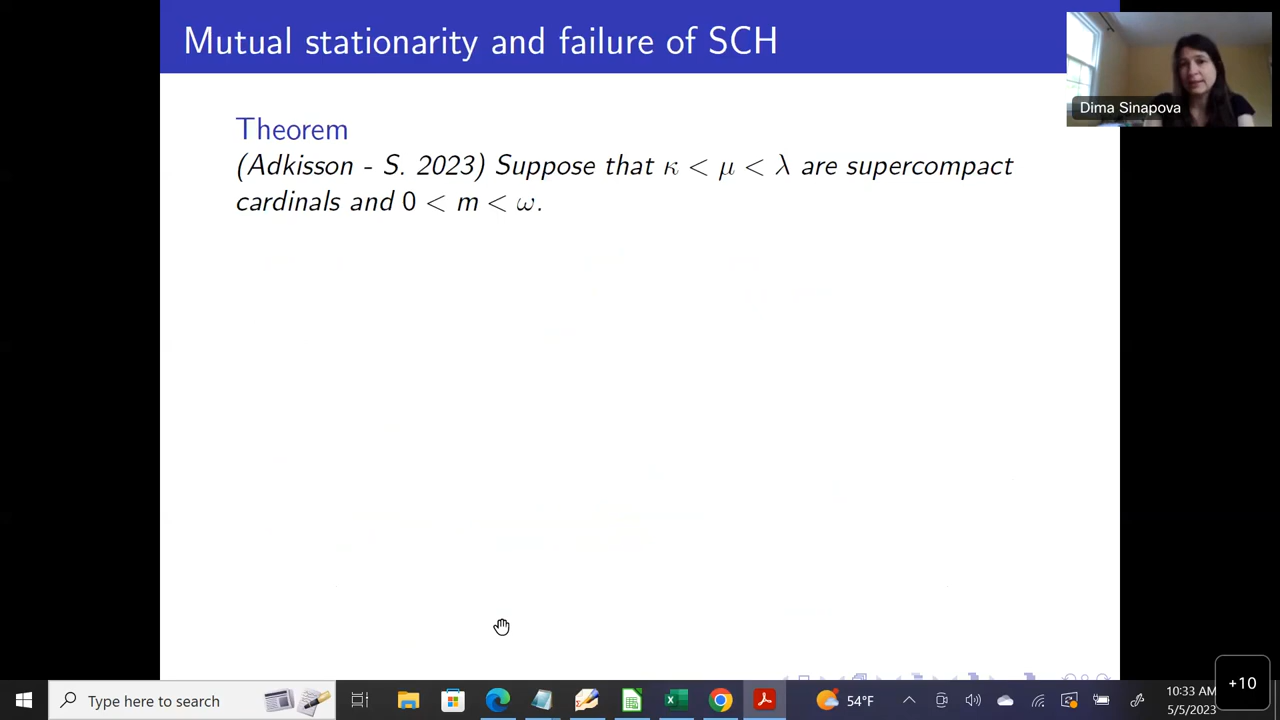 Mutual stationarity and failure of SCH
Dima Sinapova
Theorem
(Adkisson - S. 2023) Suppose that κ < μ < λ are supercompact
cardinals and 0 < m < ω.
+10
Type here to search
54°F
10:33 AM
5/5/2023